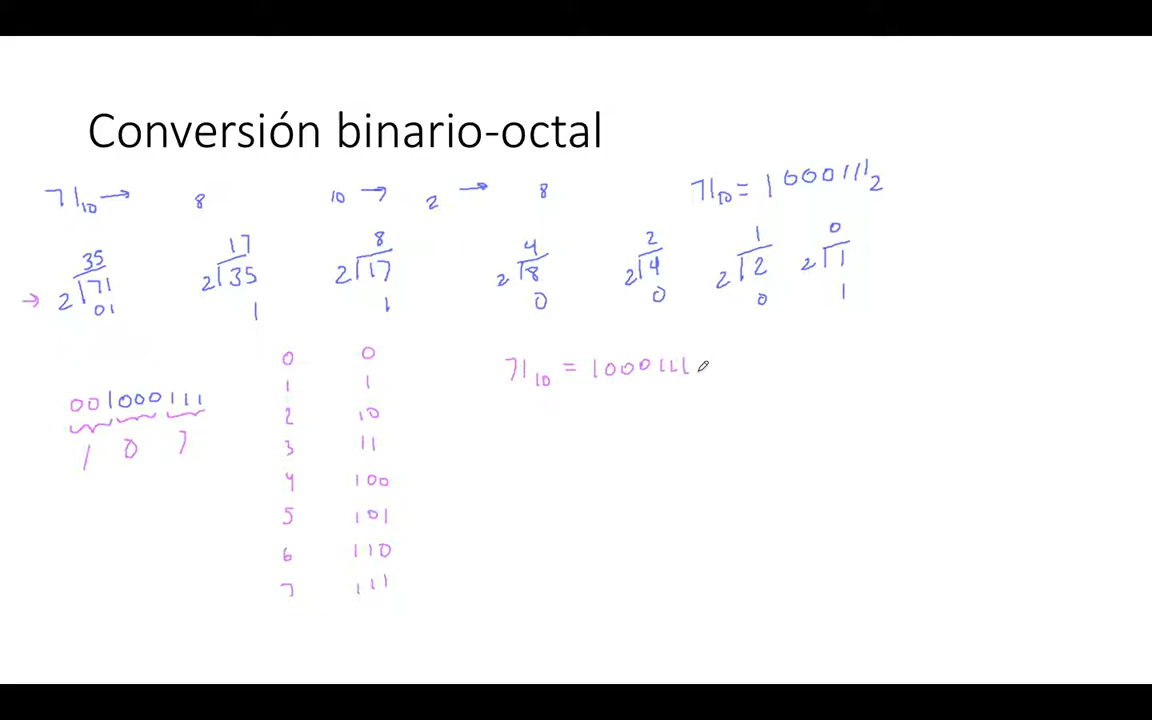 Conversión binario-octal
71₁₀ → 8 10 → 2 → 8 71₁₀ = 1000111₂
35 17 8 4 2 1 0
→ 2 71 2 35 2 17 2 8 2 4 2 2 2 1
01 1 1 0 0 0 1
0 0
71₁₀ = 1000111
1 1
001000111
2 10
1 0 7
3 11
4 100
5 101
6 110
7 111